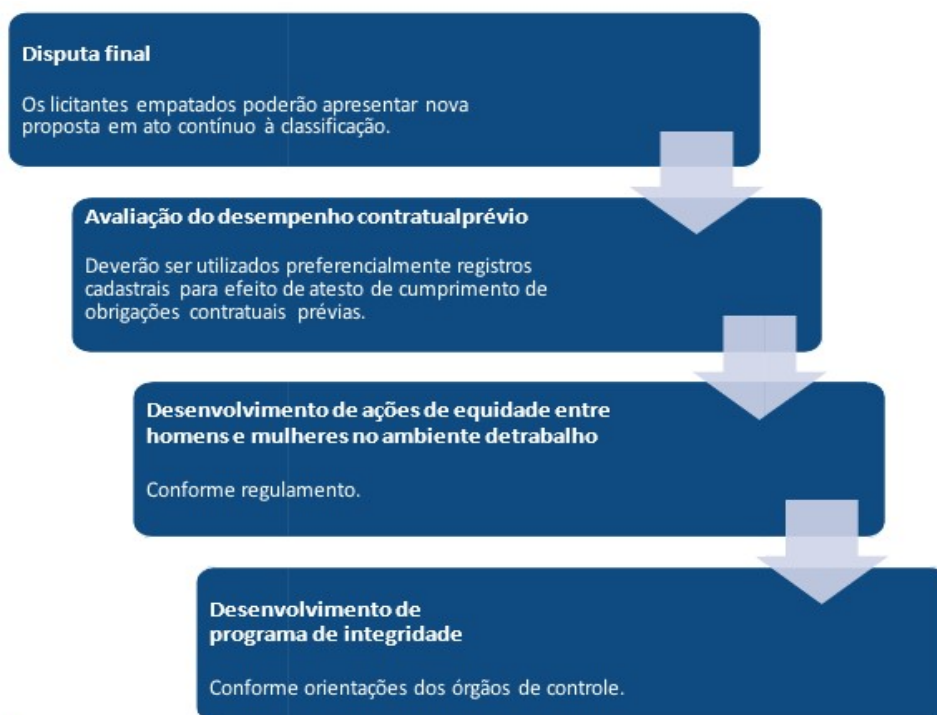 Disputa final
Os licitantes empatados poderão apresentar nova
proposta em ato contínuo à classificação.
Avaliação do desempenho contratualprévio
Deverão ser utilizados preferencialmente registros
cadastrais para efeito de atesto de cumprimento de
obrigações contratuais prévias.
Desenvolvimento de ações de equidade entre
homens e mulheres no ambiente detrabalho
Conforme regulamento.
Desenvolvimento de
programa de integridade
Conforme orientações dos órgãos de controle.